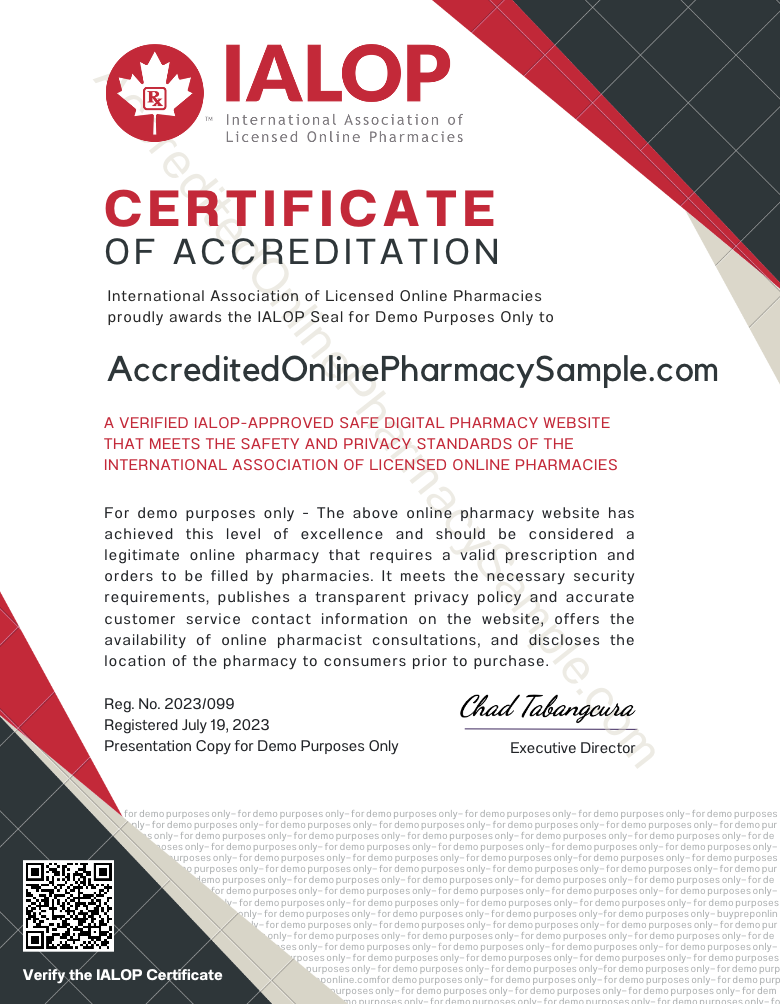 IALOP
Rx
™
International Association of
Licensed Online Pharmacies
CERTIFICATE
OF ACCREDITATION
International Association of Licensed Online Pharmacies
proudly awards the IALOP Seal for Demo Purposes Only to
AccreditedOnlinePharmacySample.com
A VERIFIED IALOP-APPROVED SAFE DIGITAL PHARMACY WEBSITE
THAT MEETS THE SAFETY AND PRIVACY STANDARDS OF THE
INTERNATIONAL ASSOCIATION OF LICENSED ONLINE PHARMACIES
For demo purposes only - The above online pharmacy website has
achieved this level of excellence and should be considered a
legitimate online pharmacy that requires a valid prescription and
orders to be filled by pharmacies. It meets the necessary security
requirements, publishes a transparent privacy policy and accurate
customer service contact information on the website, offers the
availability of online pharmacist consultations, and discloses the
location of the pharmacy to consumers prior to purchase.
Reg. No. 2023/099
Registered July 19, 2023
Presentation Copy for Demo Purposes Only
Chad Tabangcura
Executive Director
AccreditedOnlinePharmacySample.com
for demo purposes only- for demo purposes only- for demo purposes only- for demo purposes only- for demo purposes only- for demo purposes
Verify the IALOP Certificate